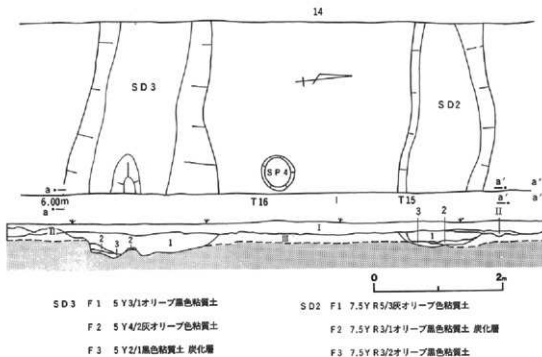 14
SD3
SD2
SP4
a
a'
6.00m
T16
I
T15
a'
a
a'
3 2 II
I
II
2 3 2 1
III
1
0 2m
SD3 F1 5Y3/1オリーブ黒色粘質土
F2 5Y4/2灰オリーブ色粘質土
F3 5Y2/1黒色粘質土 炭化層
SD2 F1 7.5YR5/3灰オリーブ色粘質土
F2 7.5YR3/1オリーブ黒色粘質土 炭化層
F3 7.5YR3/2オリーブ黒色粘質土